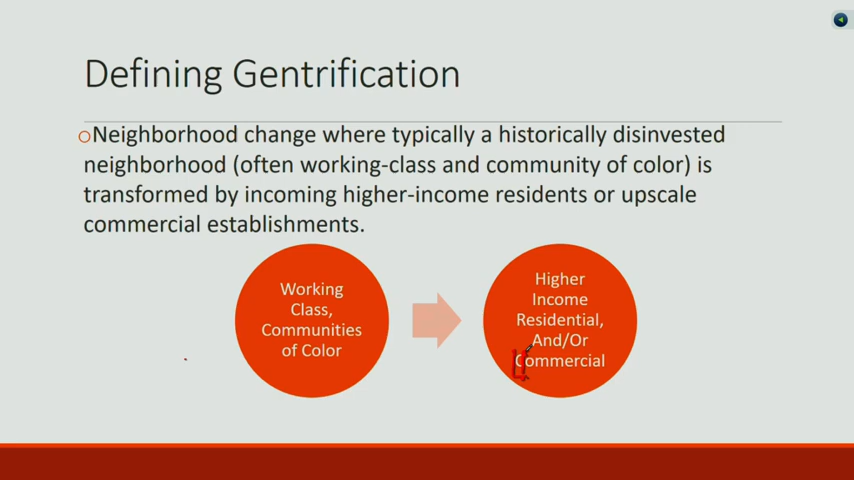 Defining Gentrification
Neighborhood change where typically a historically disinvested
neighborhood (often working-class and community of color) is
transformed by incoming higher-income residents or upscale
commercial establishments.
Working
Class,
Communities
of Color
Higher
Income
Residential,
And/Or
Commercial